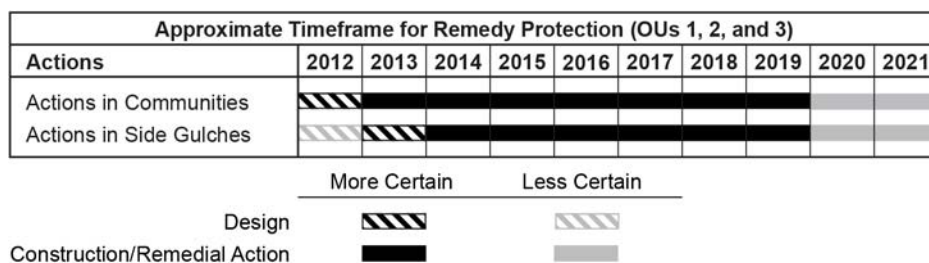 Approximate Timeframe for Remedy Protection (OUs 1, 2, and 3)
Actions 2012 2013 2014 2015 2016 2017 2018 2019 2020 2021
Actions in Communities
Actions in Side Gulches
More Certain Less Certain
Design
Construction/Remedial Action